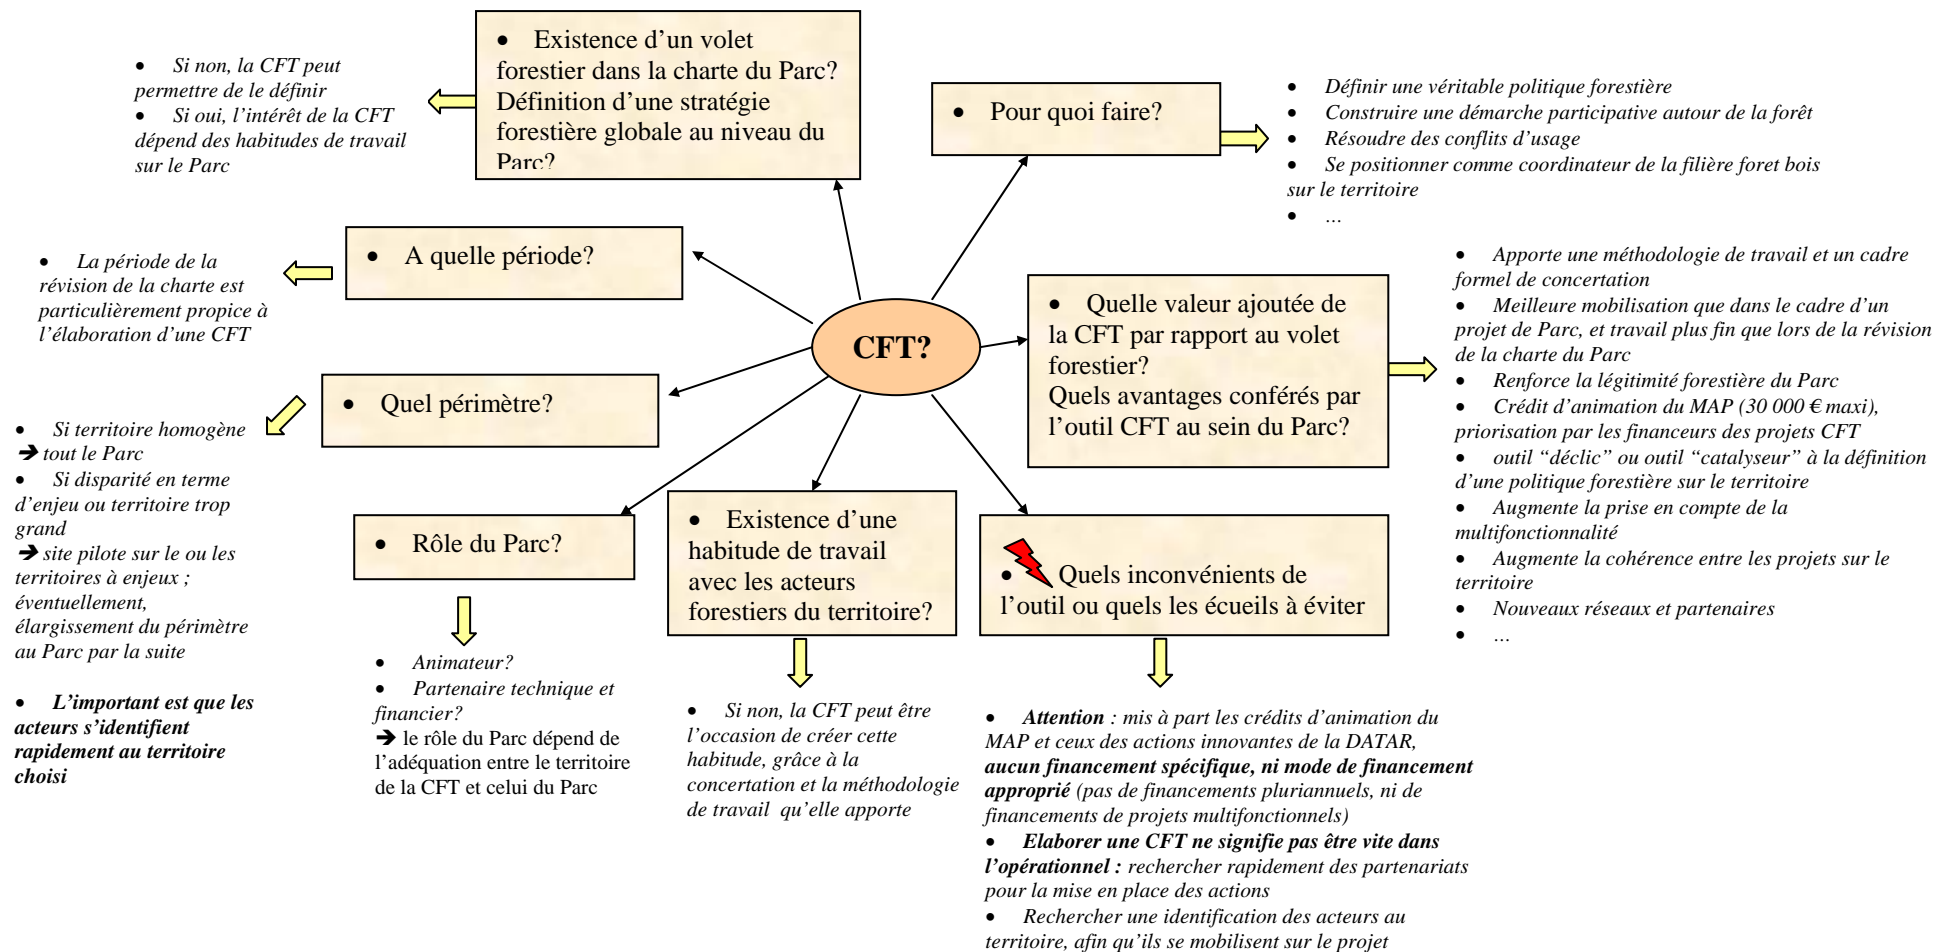 • Existence d’un volet
forestier dans la charte du Parc?
Définition d’une stratégie
forestière globale au niveau du
Parc?
• Si non, la CFT peut
permettre de le définir
• Si oui, l’intérêt de la CFT
dépend des habitudes de travail
sur le Parc
• Pour quoi faire?
• Définir une véritable politique forestière
• Construire une démarche participative autour de la forêt
• Résoudre des conflits d’usage
• Se positionner comme coordinateur de la filière foret bois
sur le territoire
• …
• A quelle période?
• La période de la
révision de la charte est
particulièrement propice à
l’élaboration d’une CFT
CFT?
• Quelle valeur ajoutée de
la CFT par rapport au volet
forestier?
Quels avantages conférés par
l’outil CFT au sein du Parc?
• Apporte une méthodologie de travail et un cadre
formel de concertation
• Meilleure mobilisation que dans le cadre d’un
projet de Parc, et travail plus fin que lors de la révision
de la charte du Parc
• Renforce la légitimité forestière du Parc
• Crédit d’animation du MAP (30 000 € maxi),
priorisation par les financeurs des projets CFT
• outil “déclic” ou outil “catalyseur” à la définition
d’une politique forestière sur le territoire
• Augmente la prise en compte de la
multifonctionnalité
• Augmente la cohérence entre les projets sur le
territoire
• Nouveaux réseaux et partenaires
• …
• Quel périmètre?
• Si territoire homogène
➔ tout le Parc
• Si disparité en terme
d’enjeu ou territoire trop
grand
➔ site pilote sur le ou les
territoires à enjeux ;
éventuellement,
élargissement du périmètre
au Parc par la suite
• L’important est que les
acteurs s’identifient
rapidement au territoire
choisi
• Rôle du Parc?
• Animateur?
• Partenaire technique et
financier?
➔ le rôle du Parc dépend de
l’adéquation entre le territoire
de la CFT et celui du Parc
• Existence d’une
habitude de travail
avec les acteurs
forestiers du territoire?
• Si non, la CFT peut être
l’occasion de créer cette
habitude, grâce à la
concertation et la méthodologie
de travail qu’elle apporte
• Quels inconvénients de
l’outil ou quels les écueils à éviter
• Attention : mis à part les crédits d’animation du
MAP et ceux des actions innovantes de la DATAR,
aucun financement spécifique, ni mode de financement
approprié (pas de financements pluriannuels, ni de
financements de projets multifonctionnels)
• Elaborer une CFT ne signifie pas être vite dans
l’opérationnel : rechercher rapidement des partenariats
pour la mise en place des actions
• Rechercher une identification des acteurs au
territoire, afin qu’ils se mobilisent sur le projet